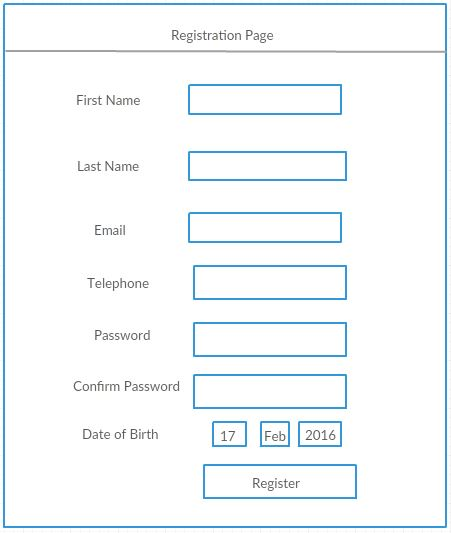 Registration Page
First Name
Last Name
Email
Telephone
Password
Confirm Password
Date of Birth 17 Feb 2016
Register